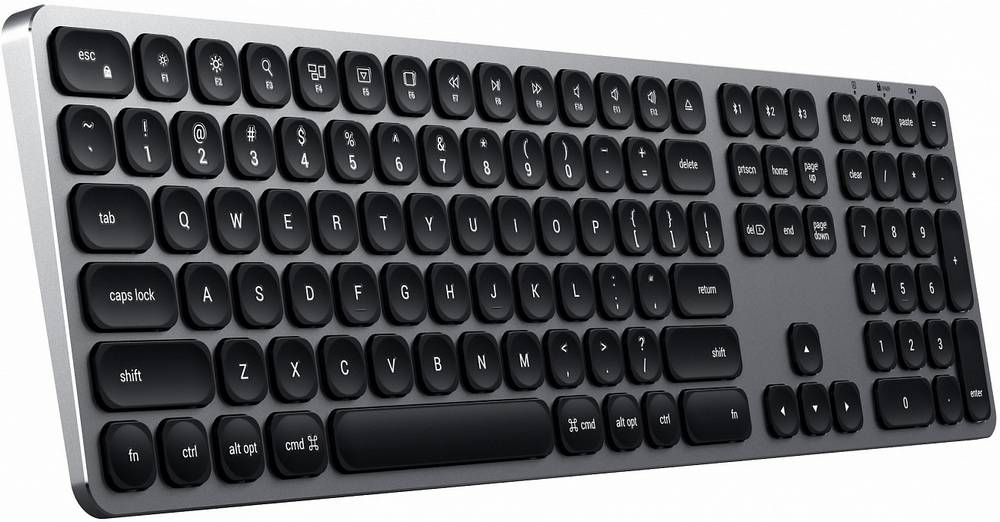 esc F1 F2 F3 F4 F5 F6 F7 F8 F9 F10 F11 F12
1 2 3
cut copy paste =
~ ! @ # $ % ^ & * ( ) _ +
` 1 2 3 4 5 6 7 8 9 0 - = delete
prtscn home page up
clear / * -
tab Q W E R T Y U I O P { } |
[ ] \
del end page down
7 8 9 +
caps lock A S D F G H J K L : "
; ' return
4 5 6
shift Z X C V B N M < > ?
, . / shift
1 2 3 enter
fn ctrl alt opt cmd ⌘ ⌘ cmd alt opt ctrl fn
0 .